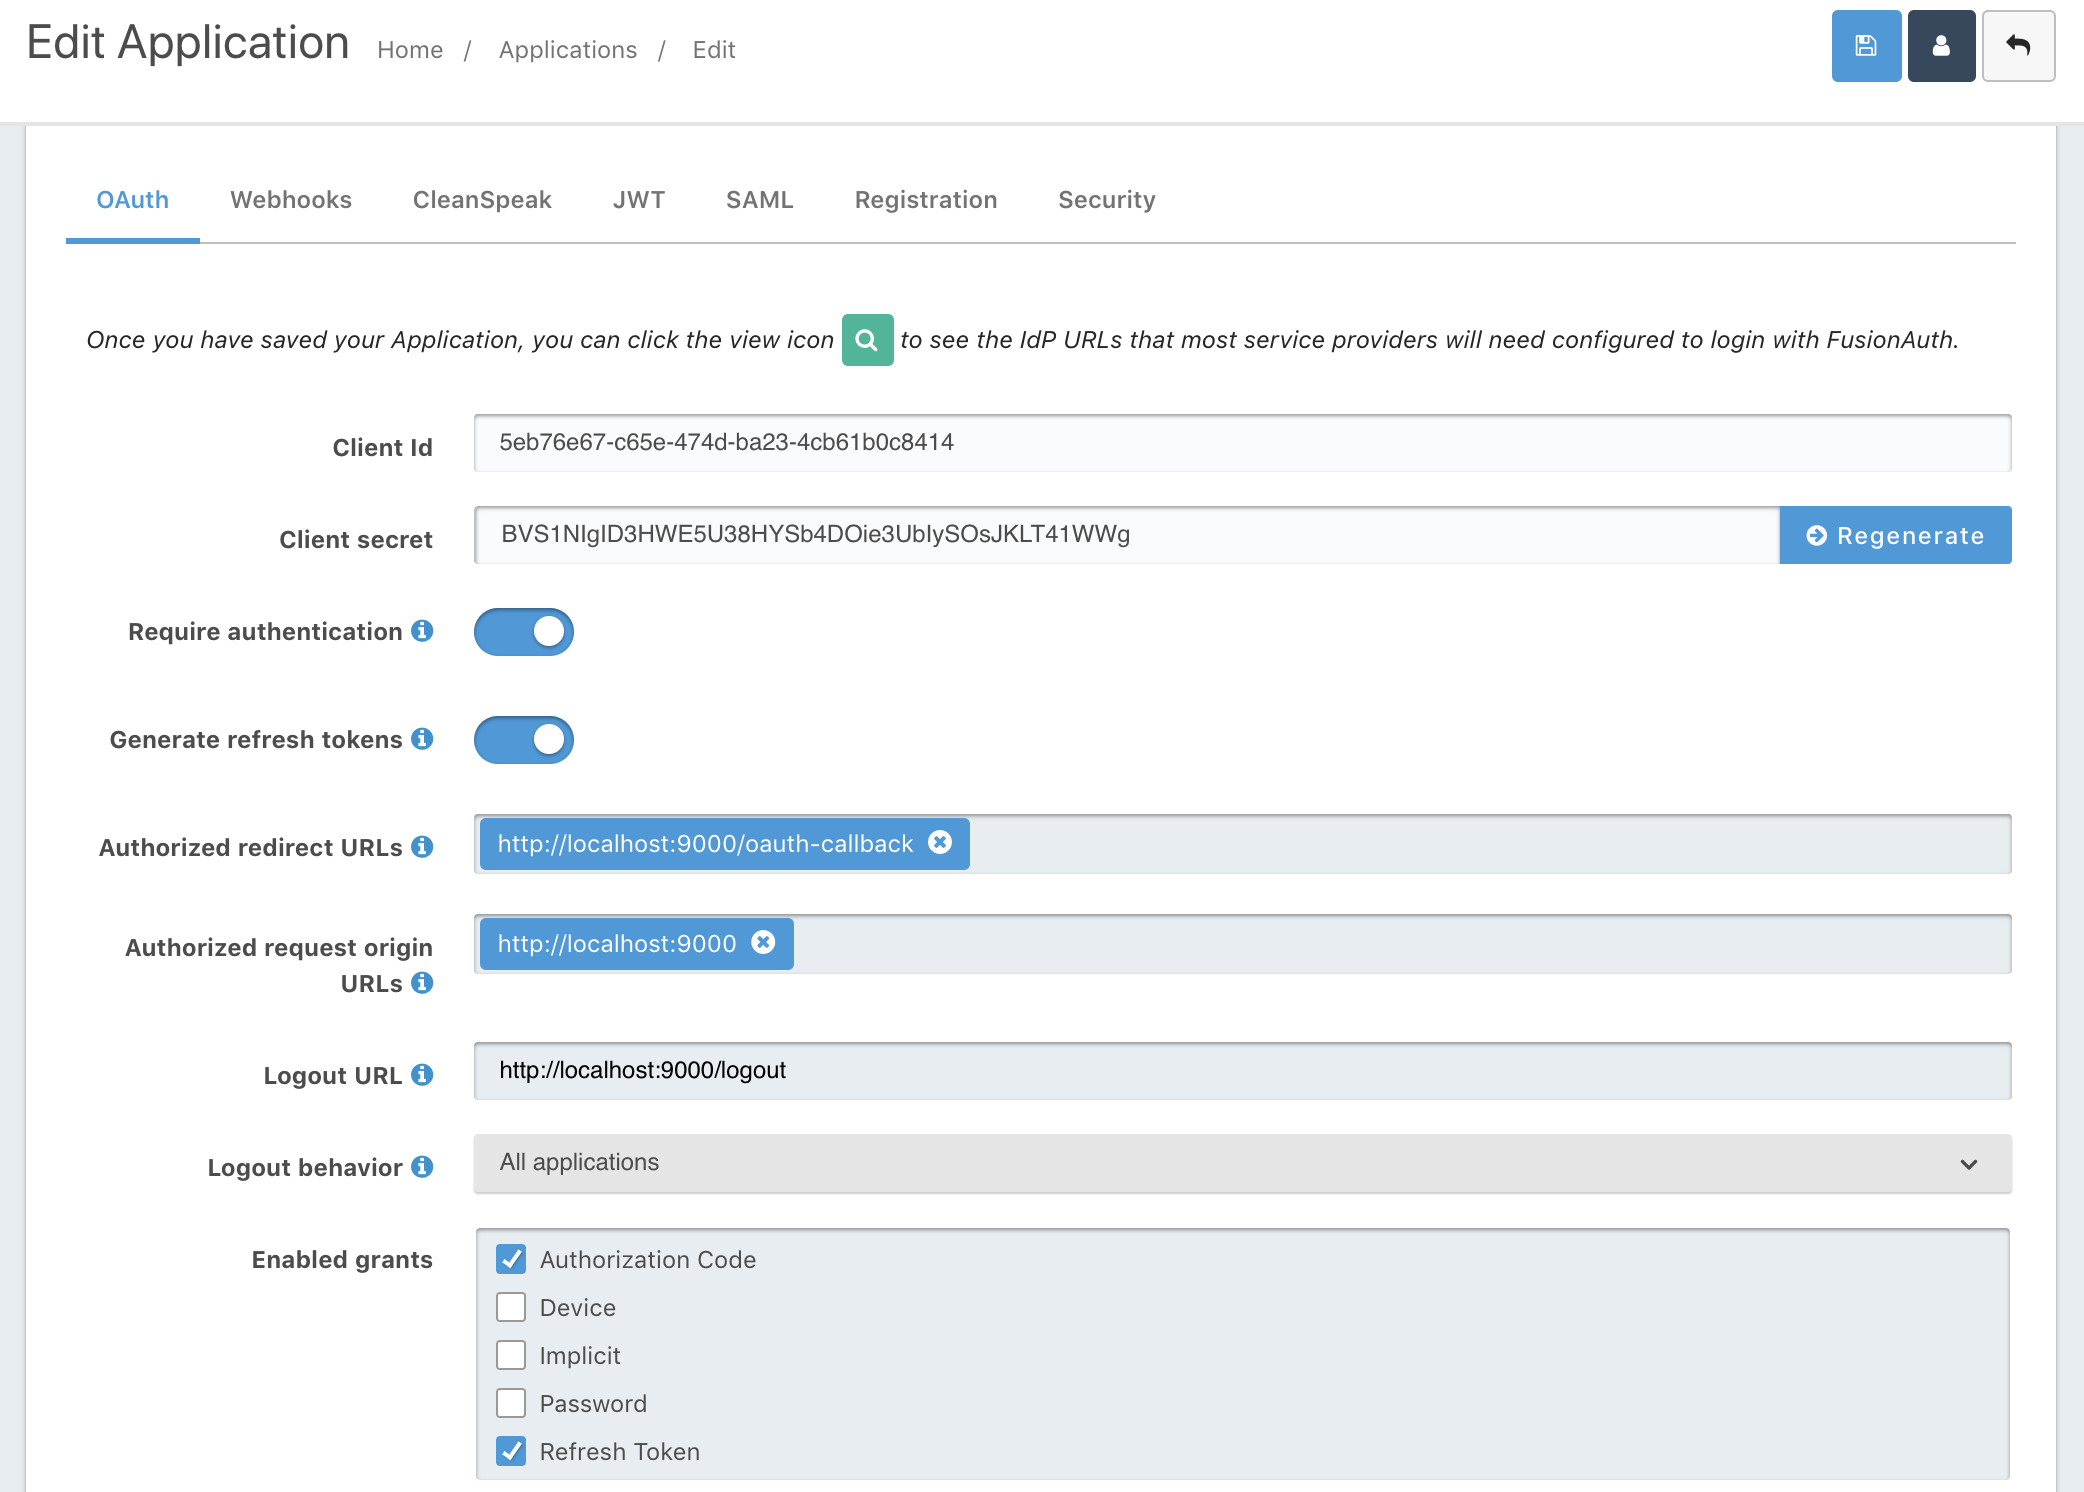 Edit Application Home / Applications / Edit
OAuth Webhooks CleanSpeak JWT SAML Registration Security
Once you have saved your Application, you can click the view icon to see the IdP URLs that most service providers will need configured to login with FusionAuth.
Client Id 5eb76e67-c65e-474d-ba23-4cb61b0c8414
Client secret BVS1NIgID3HWE5U38HYSb4DOie3UbIySOsJKLT41WWg Regenerate
Require authentication
Generate refresh tokens
Authorized redirect URLs http://localhost:9000/oauth-callback
Authorized request origin http://localhost:9000
URLs
Logout URL http://localhost:9000/logout
Logout behavior All applications
Enabled grants Authorization Code
Device
Implicit
Password
Refresh Token